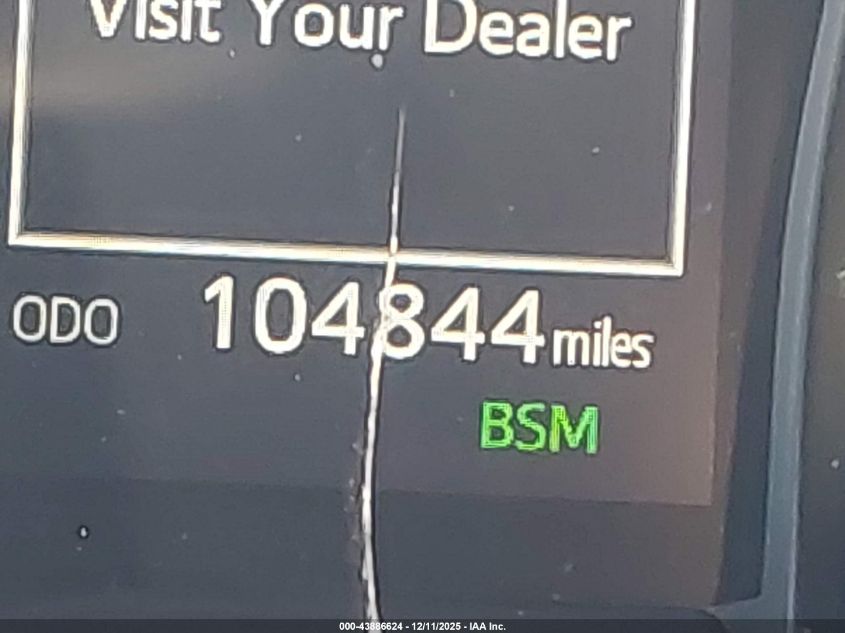 Visit Your Dealer
ODO 104844 miles
BSM
000-43886624 - 12/11/2025 - IAA Inc.